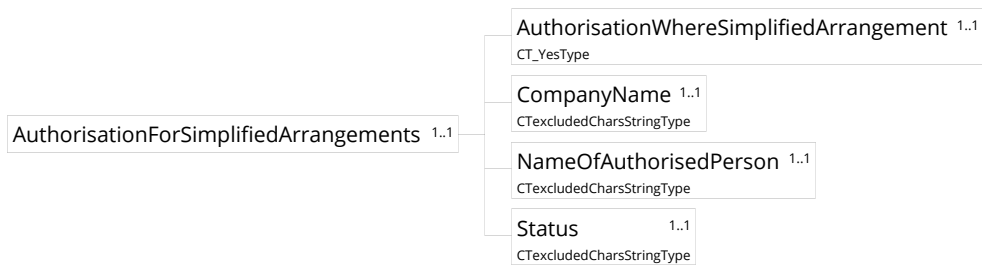 AuthorisationWhereSimplifiedArrangement 1..1
CT_YesType
CompanyName 1..1
CTexcludedCharsStringType
AuthorisationForSimplifiedArrangements 1..1
NameOfAuthorisedPerson 1..1
CTexcludedCharsStringType
Status 1..1
CTexcludedCharsStringType